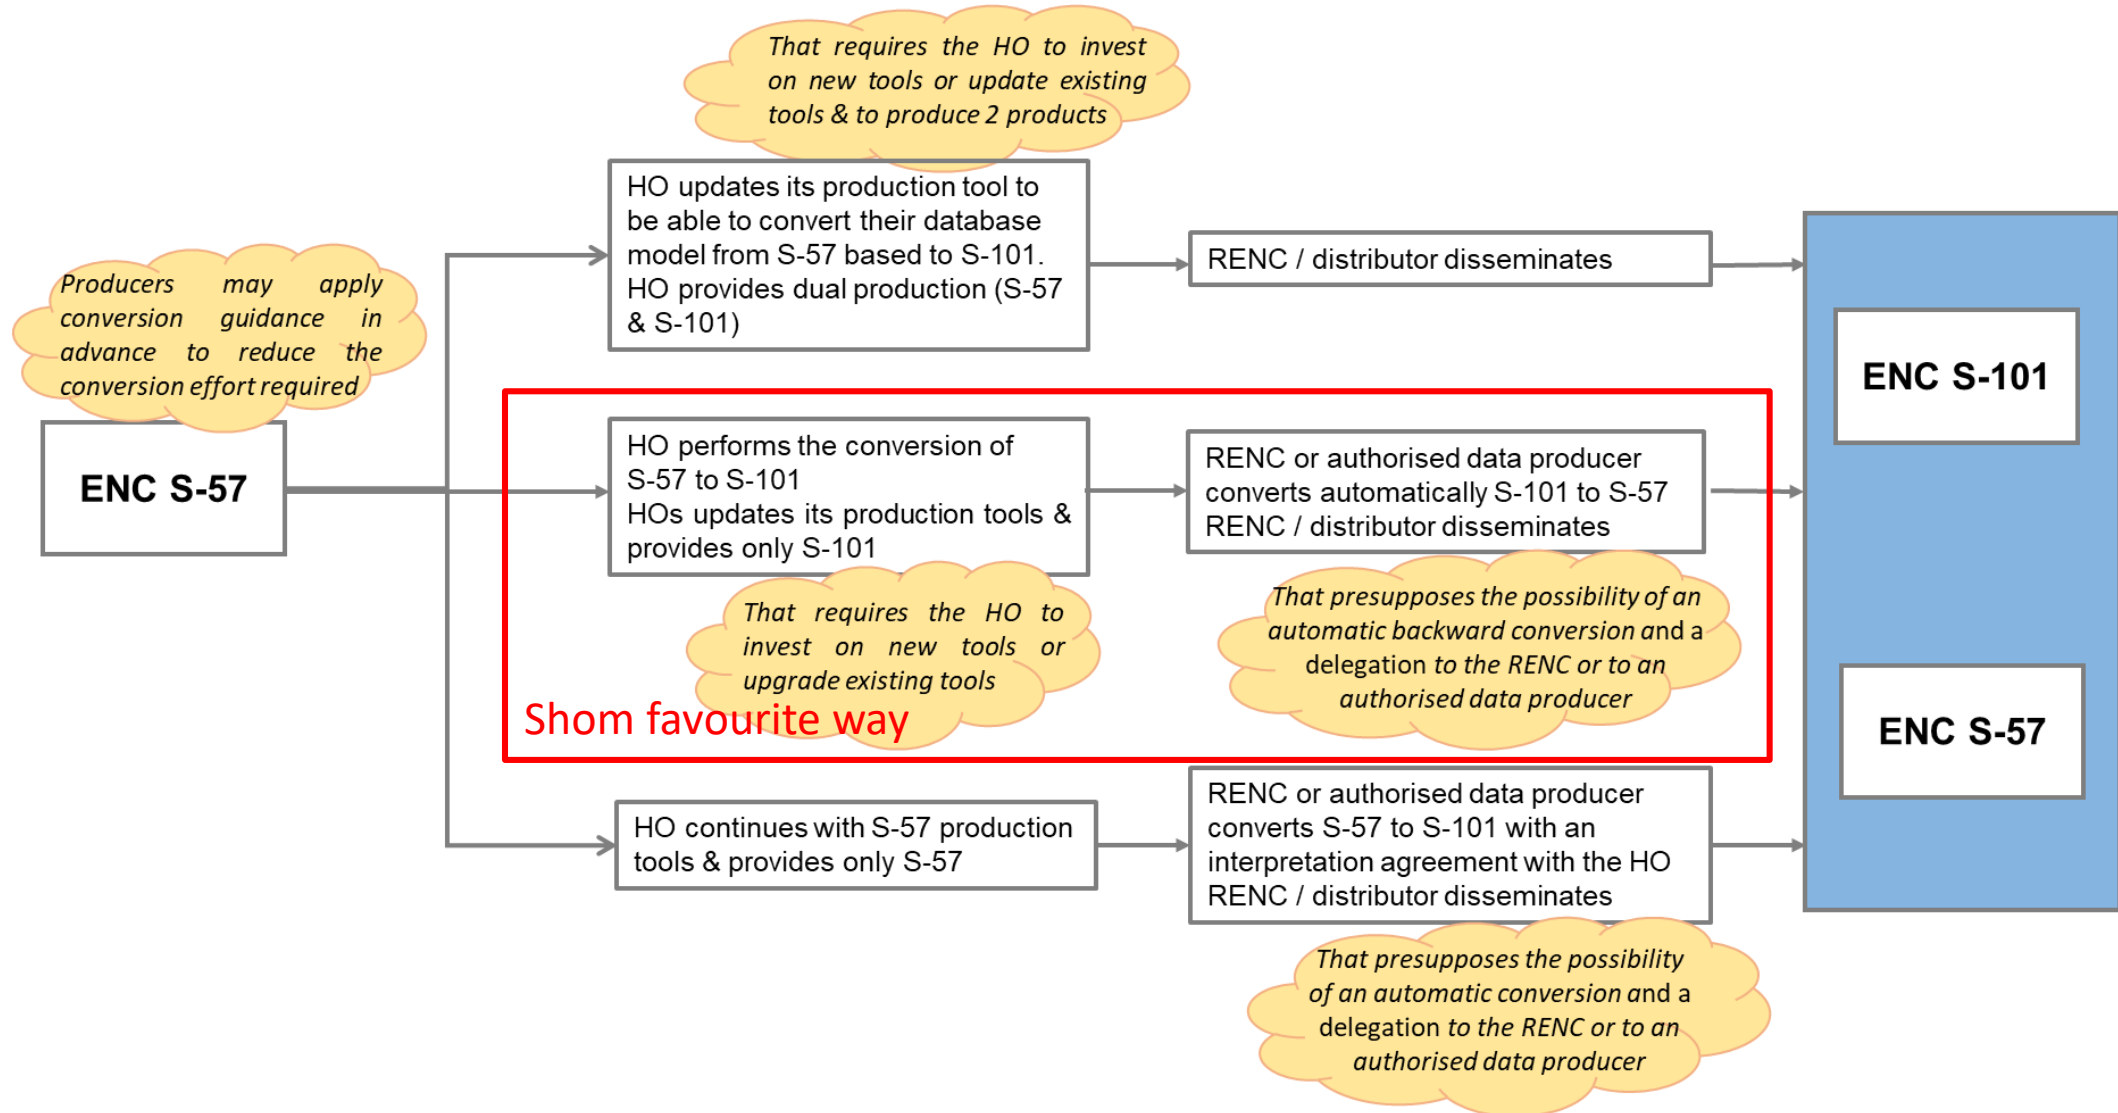 That requires the HO to invest
on new tools or update existing
tools & to produce 2 products
HO updates its production tool to
be able to convert their database
model from S-57 based to S-101.
HO provides dual production (S-57
& S-101)
RENC / distributor disseminates
Producers may apply
conversion guidance in
advance to reduce the
conversion effort required
ENC S-57
HO performs the conversion of
S-57 to S-101
HOs updates its production tools &
provides only S-101
RENC or authorised data producer
converts automatically S-101 to S-57
RENC / distributor disseminates
That requires the HO to
invest on new tools or
upgrade existing tools
That presupposes the possibility of an
automatic backward conversion and a
delegation to the RENC or to an
authorised data producer
Shom favourite way
HO continues with S-57 production
tools & provides only S-57
RENC or authorised data producer
converts S-57 to S-101 with an
interpretation agreement with the HO
RENC / distributor disseminates
That presupposes the possibility
of an automatic conversion and a
delegation to the RENC or to an
authorised data producer
ENC S-101
ENC S-57